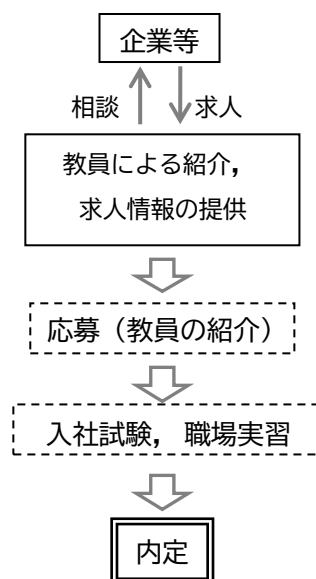 企業等
相談
求人
教員による紹介，
求人情報の提供
応募（教員の紹介）
入社試験， 職場実習
内定